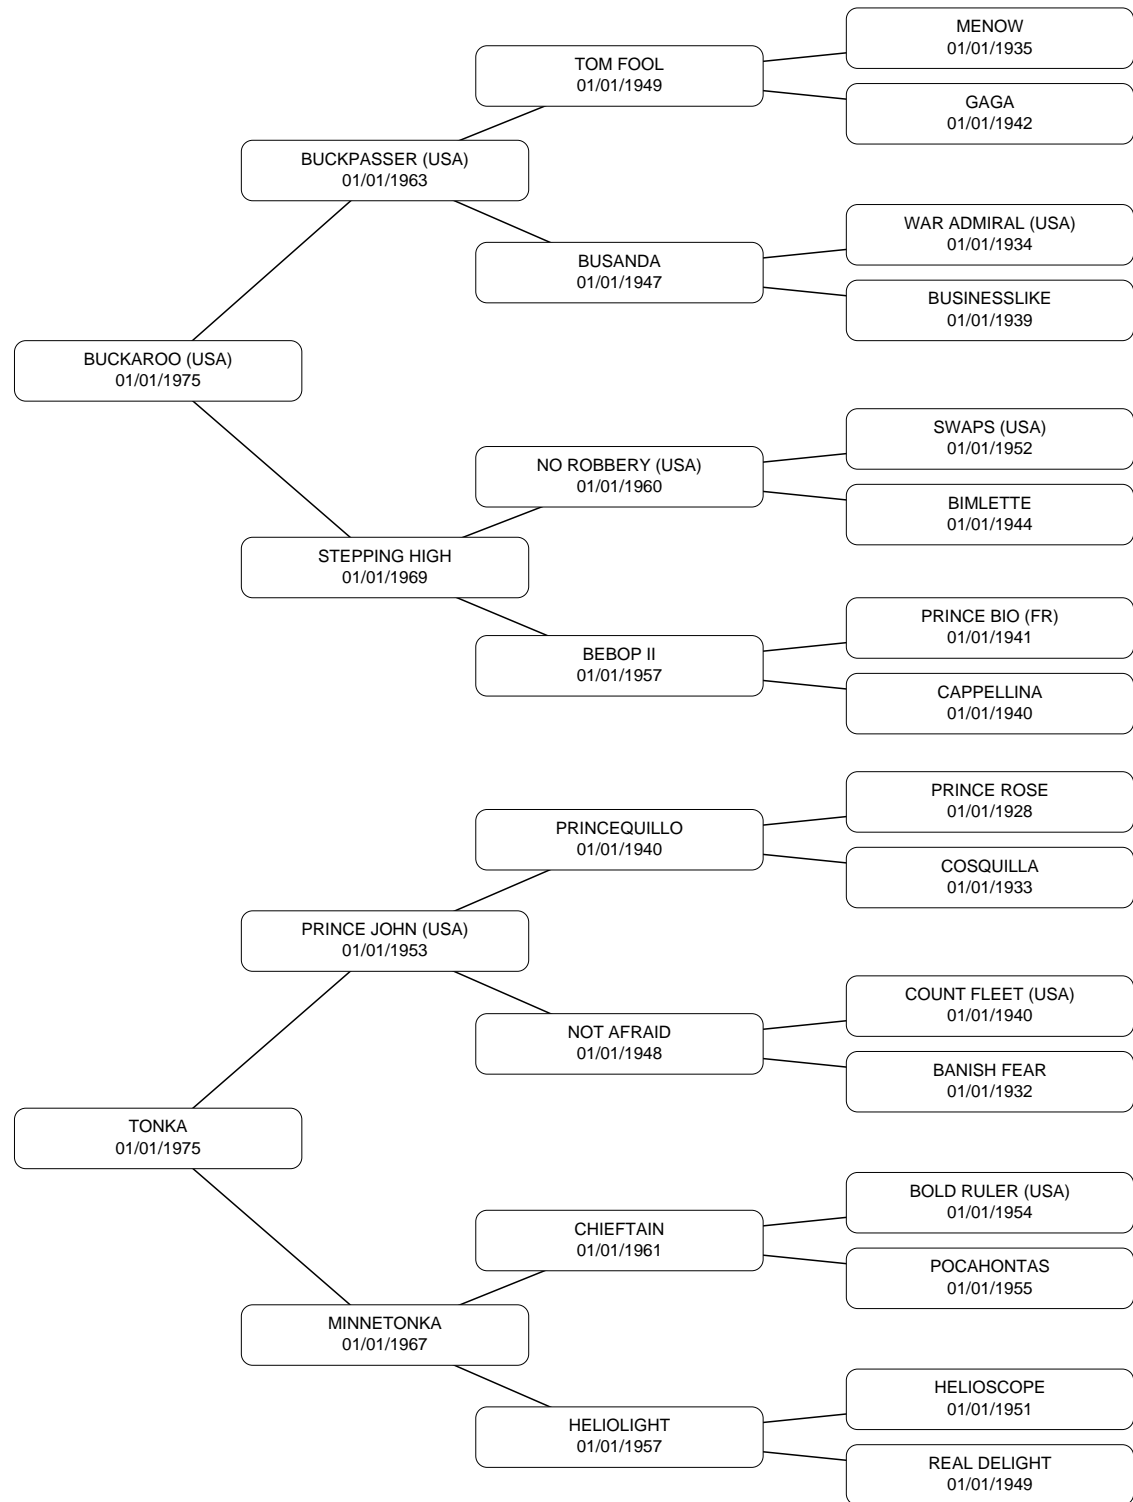 MENOW
01/01/1935
TOM FOOL
01/01/1949
GAGA
01/01/1942
BUCKPASSER (USA)
01/01/1963
WAR ADMIRAL (USA)
01/01/1934
BUSANDA
01/01/1947
BUSINESSLIKE
01/01/1939
BUCKAROO (USA)
01/01/1975
SWAPS (USA)
01/01/1952
NO ROBBERY (USA)
01/01/1960
BIMLETTE
01/01/1944
STEPPING HIGH
01/01/1969
PRINCE BIO (FR)
01/01/1941
BEBOP II
01/01/1957
CAPPELLINA
01/01/1940
PRINCE ROSE
01/01/1928
PRINCEQUILLO
01/01/1940
COSQUILLA
01/01/1933
PRINCE JOHN (USA)
01/01/1953
COUNT FLEET (USA)
01/01/1940
NOT AFRAID
01/01/1948
BANISH FEAR
01/01/1932
TONKA
01/01/1975
BOLD RULER (USA)
01/01/1954
CHIEFTAIN
01/01/1961
POCAHONTAS
01/01/1955
MINNETONKA
01/01/1967
HELIOSCOPE
01/01/1951
HELIOLIGHT
01/01/1957
REAL DELIGHT
01/01/1949